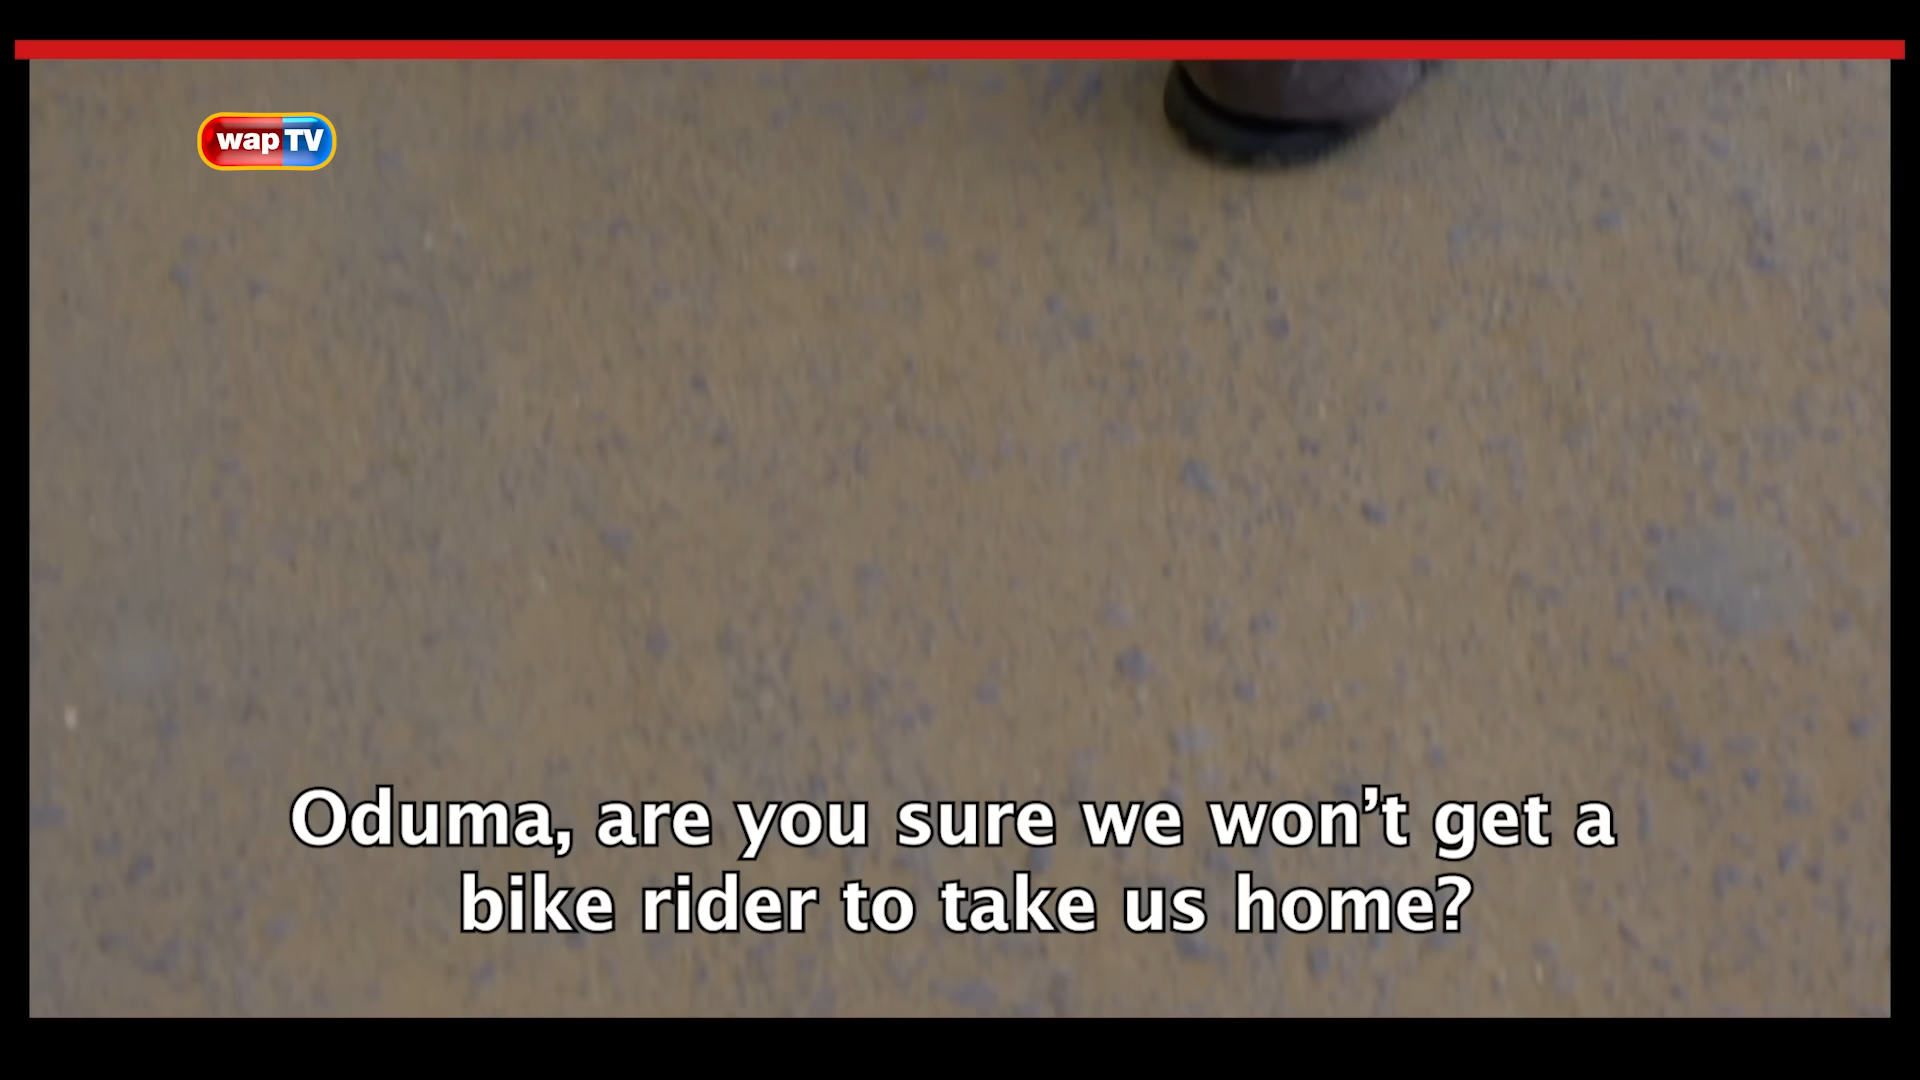 wapTV
Oduma, are you sure we won't get a
bike rider to take us home?